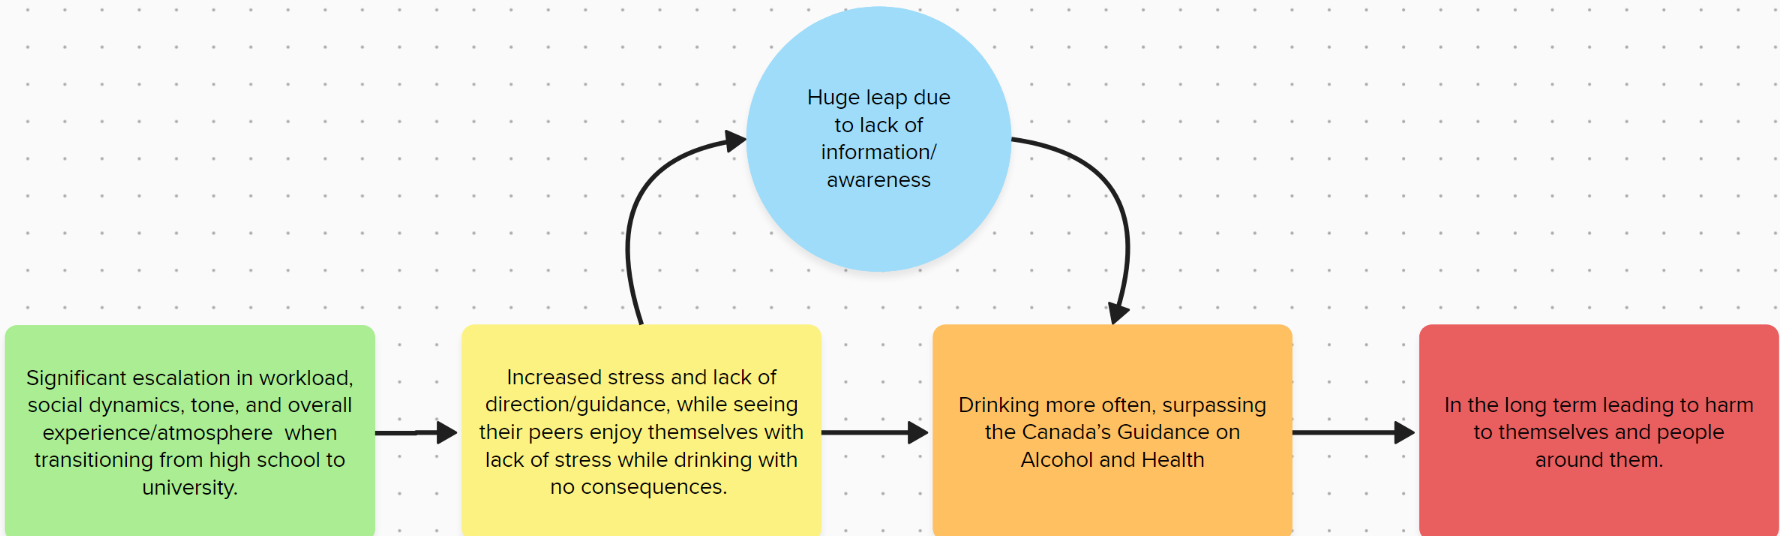 Huge leap due
to lack of
information/
awareness
Significant escalation in workload,
social dynamics, tone, and overall
experience/atmosphere when
transitioning from high school to
university.
Increased stress and lack of
direction/guidance, while seeing
their peers enjoy themselves with
lack of stress while drinking with
no consequences.
Drinking more often, surpassing
the Canada’s Guidance on
Alcohol and Health
In the long term leading to harm
to themselves and people
around them.